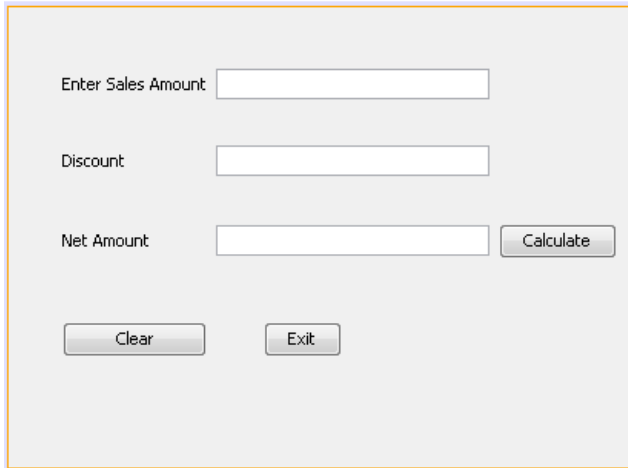 Enter Sales Amount
Discount
Net Amount Calculate
Clear Exit